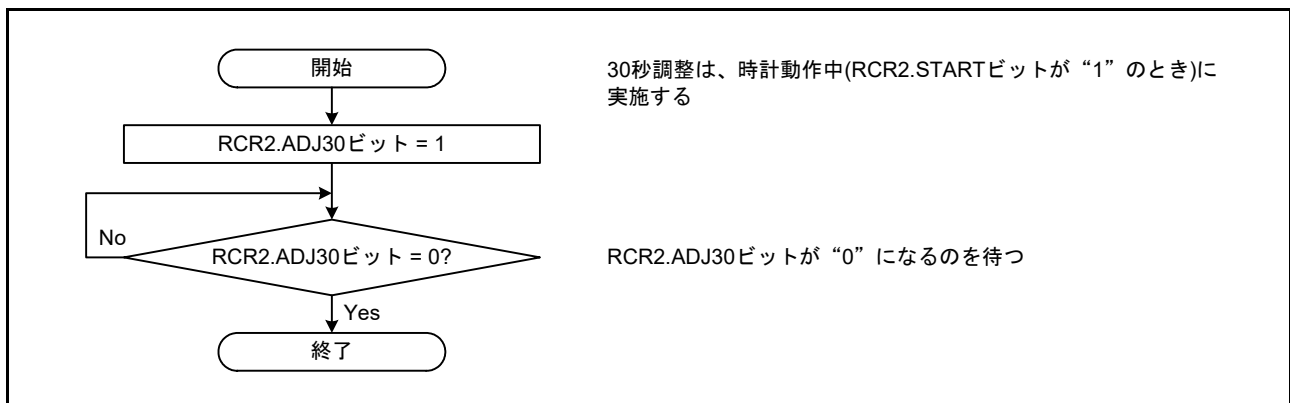 開始
30秒調整は、時計動作中(RCR2.STARTビットが“1”のとき)に
実施する
RCR2.ADJ30ビット = 1
No
RCR2.ADJ30ビット = 0?
RCR2.ADJ30ビットが“0”になるのを待つ
Yes
終了